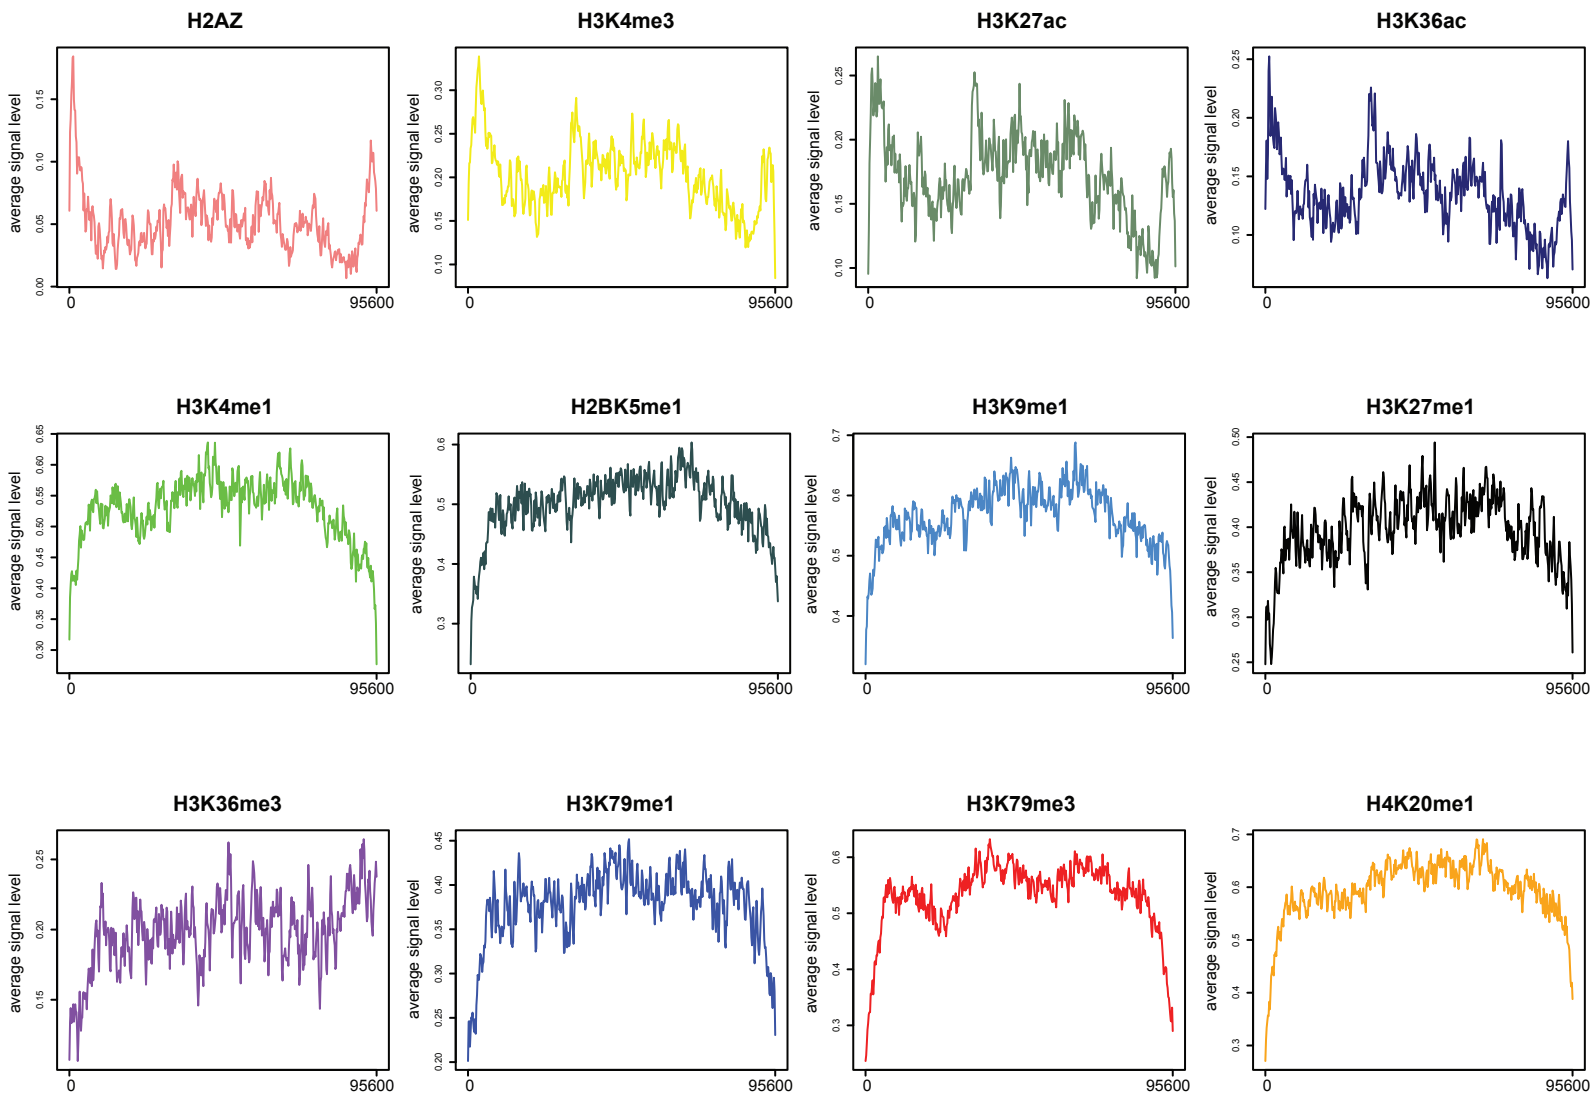 H2AZ H3K4me3 H3K27ac H3K36ac
average signal level average signal level average signal level average signal level
0.15 0.30 0.25 0.25
0.10 0.25 0.20 0.20
0.05 0.20 0.15 0.15
0.00 0.15 0.10 0.10
0.10
0 95600 0 95600 0 95600 0 95600
H3K4me1 H2BK5me1 H3K9me1 H3K27me1
average signal level average signal level average signal level average signal level
0.65 0.6 0.7 0.50
0.60 0.5 0.6 0.45
0.55 0.4 0.5 0.40
0.50 0.3 0.4 0.35
0.45 0.30
0.40 0.25
0.35
0.30
0 95600 0 95600 0 95600 0 95600
H3K36me3 H3K79me1 H3K79me3 H4K20me1
average signal level average signal level average signal level average signal level
0.25 0.45 0.6 0.7
0.20 0.40 0.5 0.6
0.15 0.35 0.4 0.5
0.30 0.3 0.4
0.25 0.3
0.20
0 95600 0 95600 0 95600 0 95600